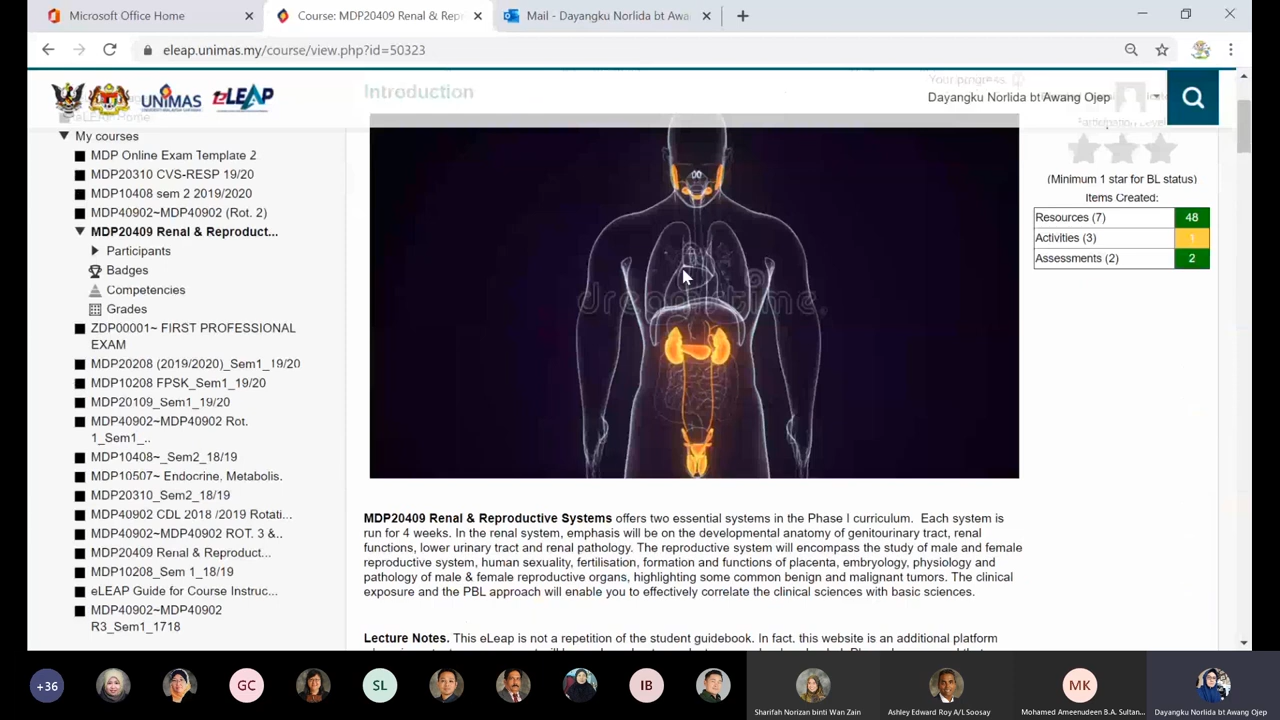 Microsoft Office Home
Course: MDP20409 Renal & Repr
Mail - Dayangku Norlida bt Awa
eleap.unimas.my/course/view.php?id=50323
UNIMAS
eLEAP
Introduction
Your progress
Dayangku Norlida bt Awang Ojep
eLEAP Home
My courses
MDP Online Exam Template 2
MDP20310 CVS-RESP 19/20
MDP10408 sem 2 2019/2020
MDP40902~MDP40902 (Rot. 2)
MDP20409 Renal & Reproduct...
Participants
Badges
Competencies
Grades
ZDP00001~ FIRST PROFESSIONAL
EXAM
MDP20208 (2019/2020)_Sem1_19/20
MDP10208 FPSK_Sem1_19/20
MDP20109_Sem1_19/20
MDP40902~MDP40902 Rot.
1_Sem1_..
MDP10408~_Sem2_18/19
MDP10507~ Endocrine, Metabolis.
MDP20310_Sem2_18/19
MDP40902 CDL 2018 /2019 Rotati...
MDP40902~MDP40902 ROT. 3 &..
MDP20409 Renal & Reproduct...
MDP10208_Sem 1_18/19
eLEAP Guide for Course Instruc...
MDP40902~MDP40902
R3_Sem1_1718
dreamstime.
MDP20409 Renal & Reproductive Systems offers two essential systems in the Phase I curriculum. Each system is
run for 4 weeks. In the renal system, emphasis will be on the developmental anatomy of genitourinary tract, renal
functions, lower urinary tract and renal pathology. The reproductive system will encompass the study of male and female
reproductive system, human sexuality, fertilisation, formation and functions of placenta, embryology, physiology and
pathology of male & female reproductive organs, highlighting some common benign and malignant tumors. The clinical
exposure and the PBL approach will enable you to effectively correlate the clinical sciences with basic sciences.
Lecture Notes. This eLeap is not a repetition of the student guidebook. In fact, this website is an additional platform
Participation Level
(Minimum 1 star for BL status)
Items Created:
Resources (7) 48
Activities (3) 1
Assessments (2) 2
+36
GC
SL
IB
MK
Sharifah Norizan binti Wan Zain
Ashley Edward Roy A/L Soosay
Mohamed Ameenudeen B.A. Sultan...
Dayangku Norlida bt Awang Ojep